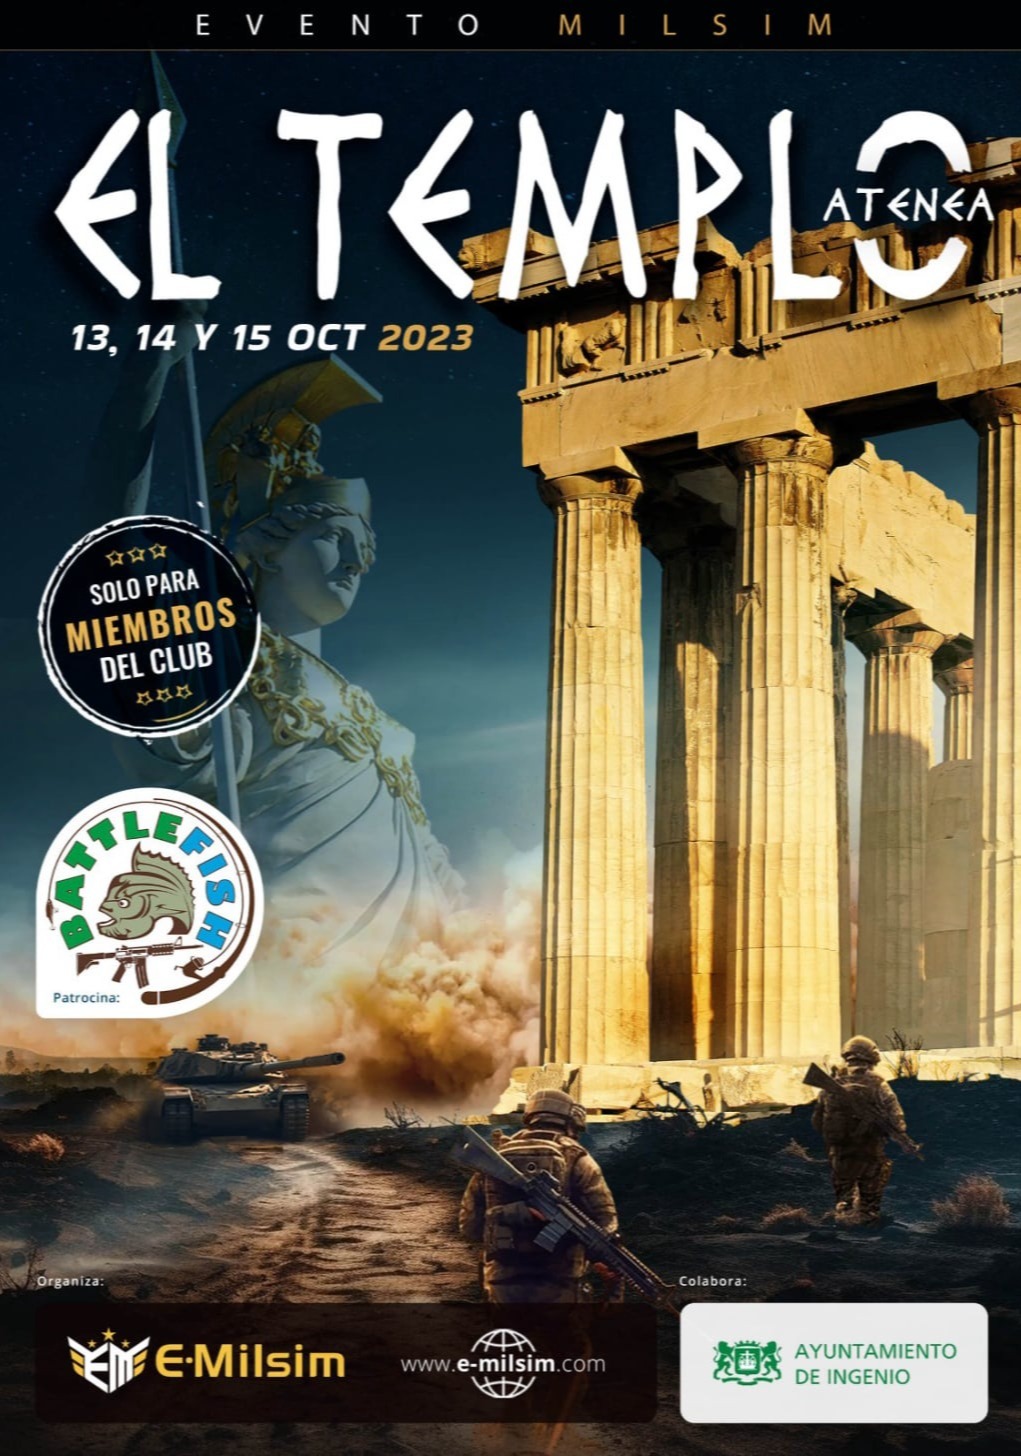 EVENTO MILSIM
EL TEMPLO
ATENEA
13, 14 Y 15 OCT 2023
SOLO PARA
MIEMBROS
DEL CLUB
BATTLEFISH
Patrocina:
Organiza:
Colabora:
EM E-Milsim
www.e-milsim.com
AYUNTAMIENTO
DE INGENIO